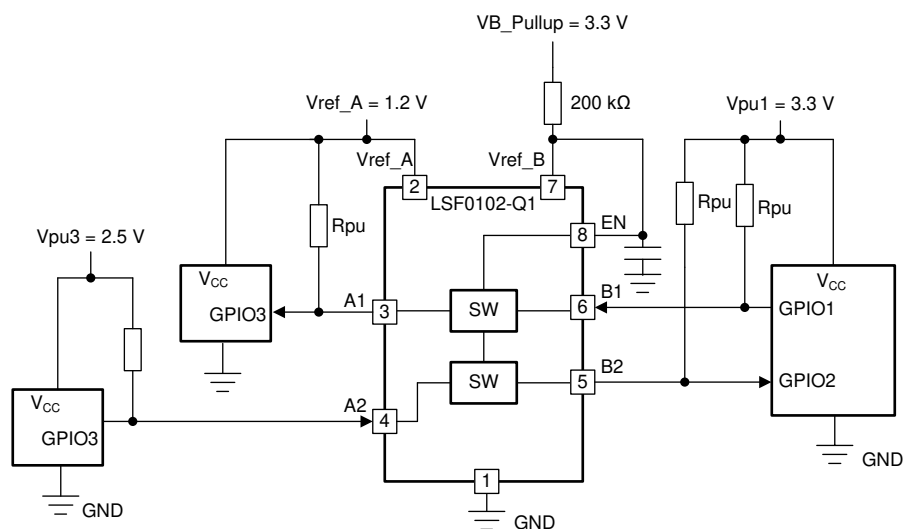 VB_Pullup = 3.3 V
200 kΩ
Vref_A = 1.2 V
Vpu1 = 3.3 V
Vref_A
Vref_B
2
7
LSF0102-Q1
Rpu
EN
8
Rpu
Rpu
Vpu3 = 2.5 V
VCC
GPIO3
A1
3
SW
6
B1
VCC
GPIO1
SW
5
B2
GPIO2
VCC
GPIO3
A2
4
1
GND
GND
GND